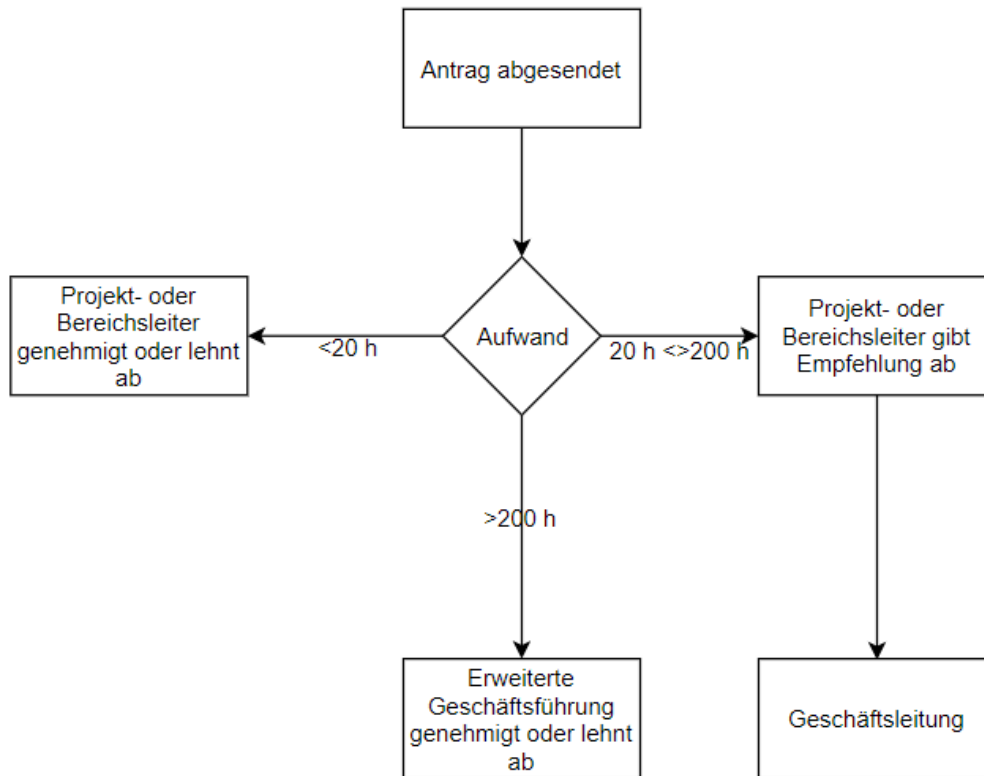 Antrag abgesendet
Projekt- oder
Bereichsleiter
genehmigt oder lehnt
ab
<20 h
Aufwand
20 h <>200 h
Projekt- oder
Bereichsleiter gibt
Empfehlung ab
>200 h
Erweiterte
Geschäftsführung
genehmigt oder lehnt
ab
Geschäftsleitung